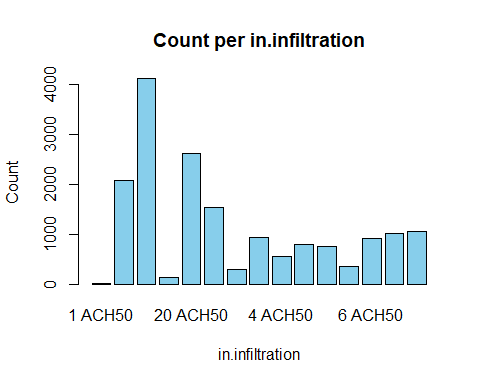 Count per in.infiltration
4000
3000
2000
1000
0
Count
1 ACH50 20 ACH50 4 ACH50 6 ACH50
in.infiltration